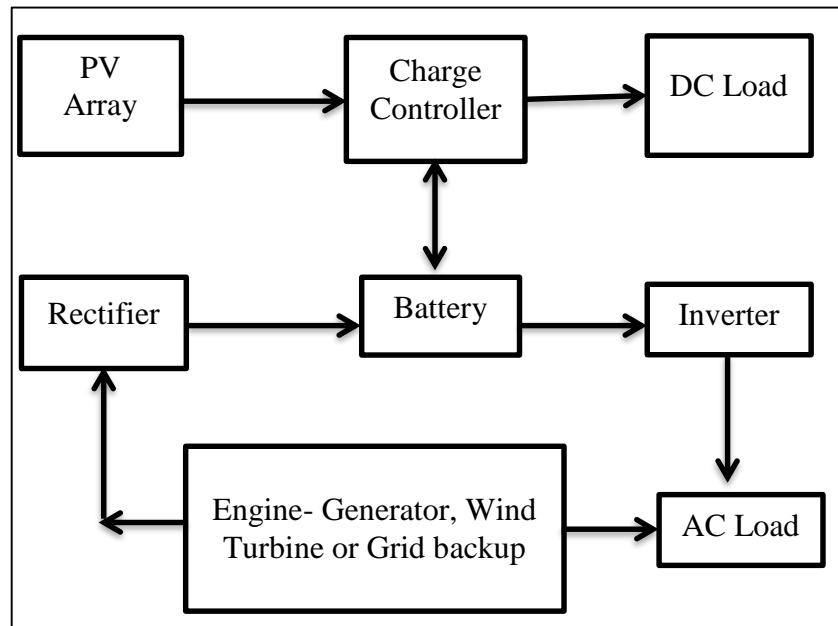 PV
Array
Charge
Controller
DC Load
Rectifier
Battery
Inverter
Engine- Generator, Wind
Turbine or Grid backup
AC Load